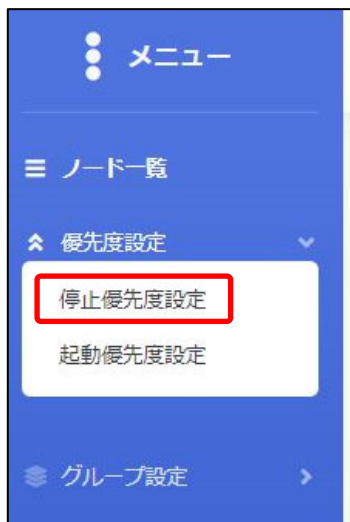 メニュー
ノード一覧
優先度設定
停止優先度設定
起動優先度設定
グループ設定